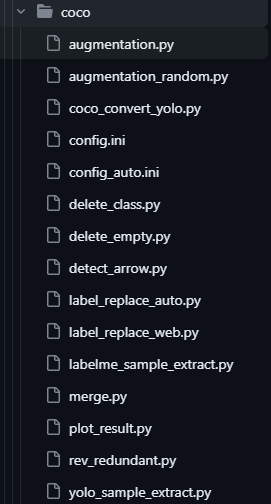 coco
augmentation.py
augmentation_random.py
coco_convert_yolo.py
config.ini
config_auto.ini
delete_class.py
delete_empty.py
detect_arrow.py
label_replace_auto.py
label_replace_web.py
labelme_sample_extract.py
merge.py
plot_result.py
rev_redundant.py
yolo_sample_extract.py